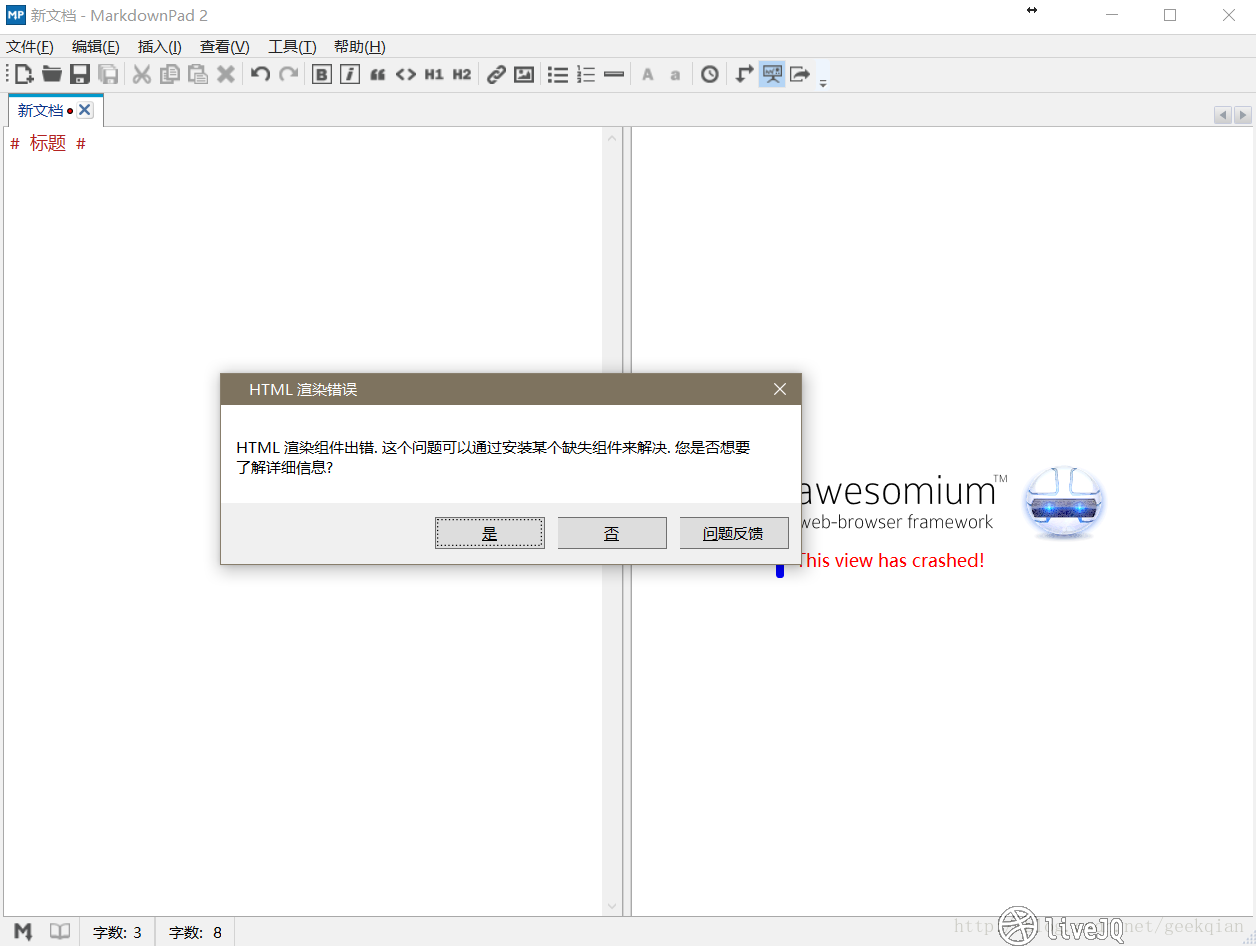 MP 新文档 - MarkdownPad 2
文件(F) 编辑(E) 插入(I) 查看(V) 工具(T) 帮助(H)
B i H1 H2 A a
新文档
# 标题 #
HTML 渲染错误
HTML 渲染组件出错. 这个问题可以通过安装某个缺失组件来解决. 您是否想要
了解详细信息?
是 否 问题反馈
awesomium™
web-browser framework
This view has crashed!
M 字数: 3 字数: 8
liveJQ
net/geekqian